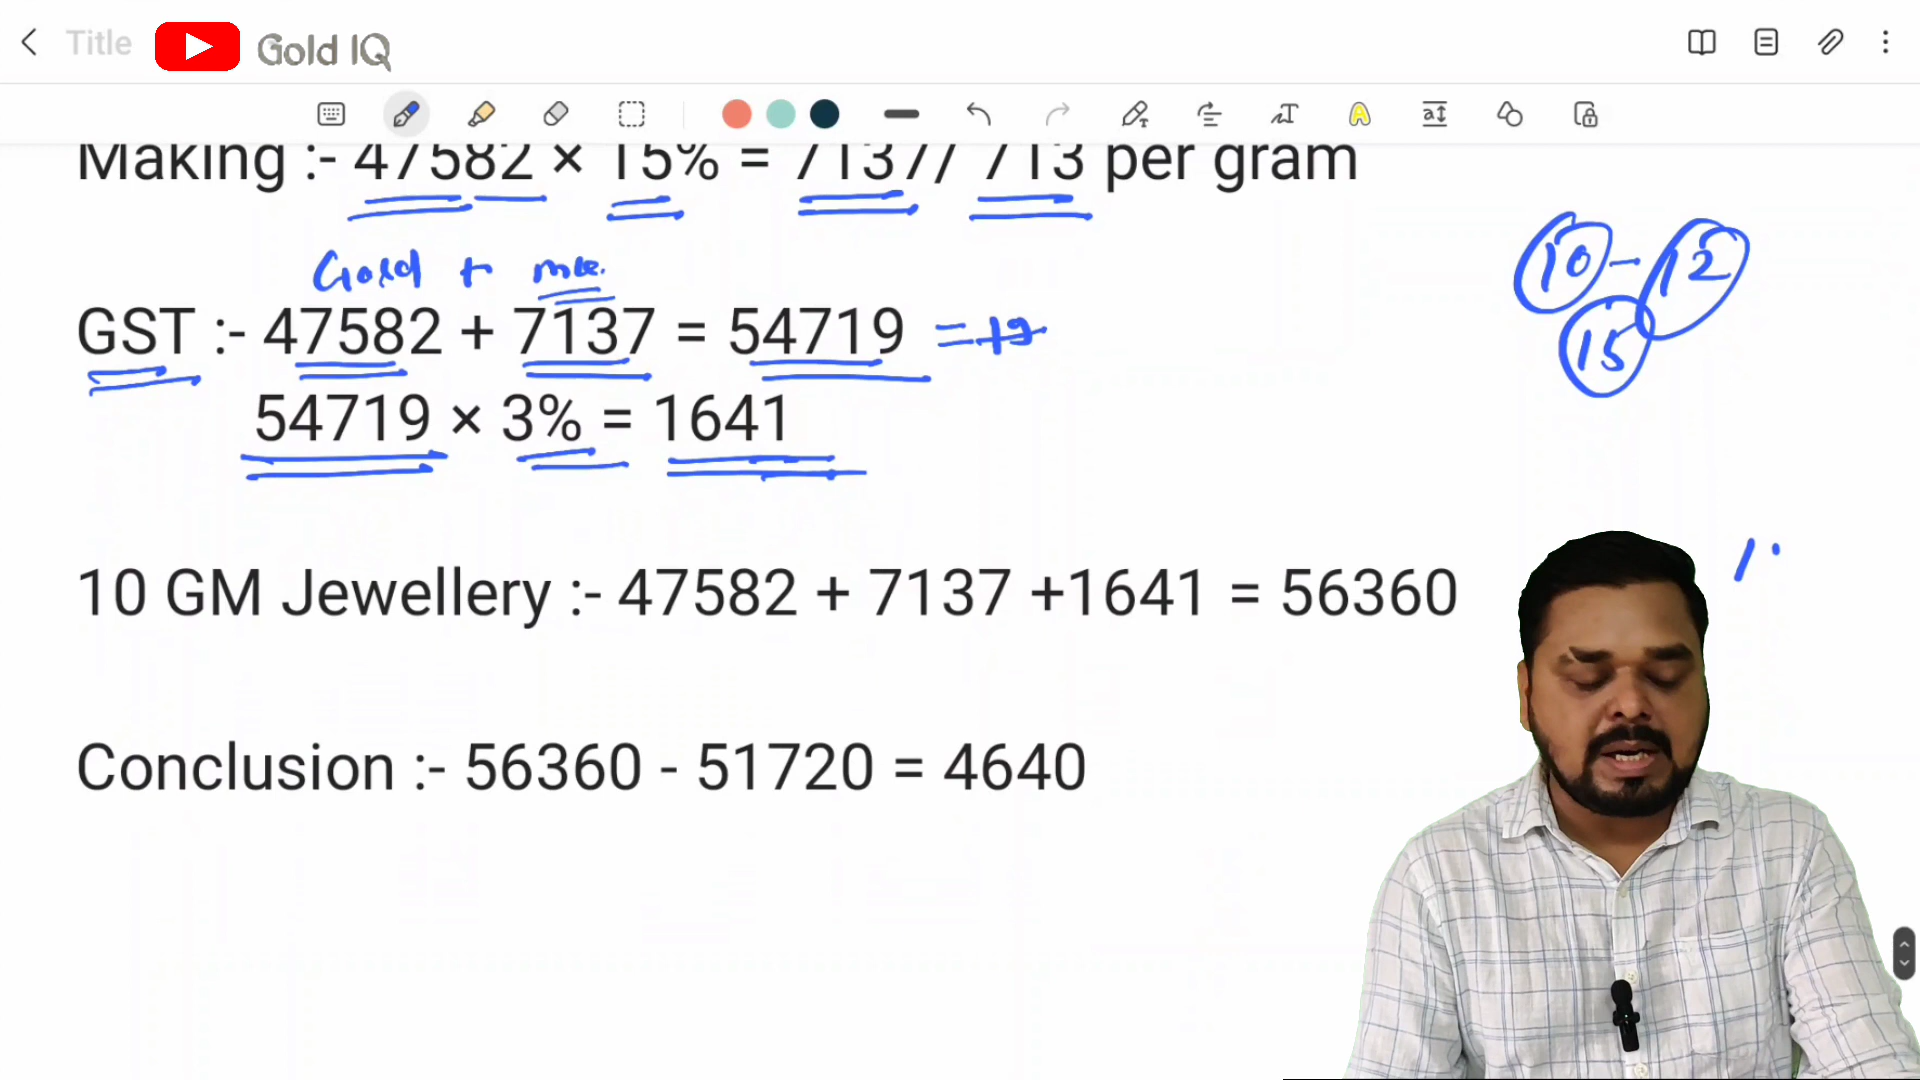 Title Gold IQ
Making :- 47582 × 15% = 7137// 713 per gram
10 - 12
15
Gold +
GST :- 47582 + 7137 = 54719 =
54719 × 3% = 1641
10 GM Jewellery :- 47582 + 7137 +1641 = 56360
Conclusion :- 56360 - 51720 = 4640